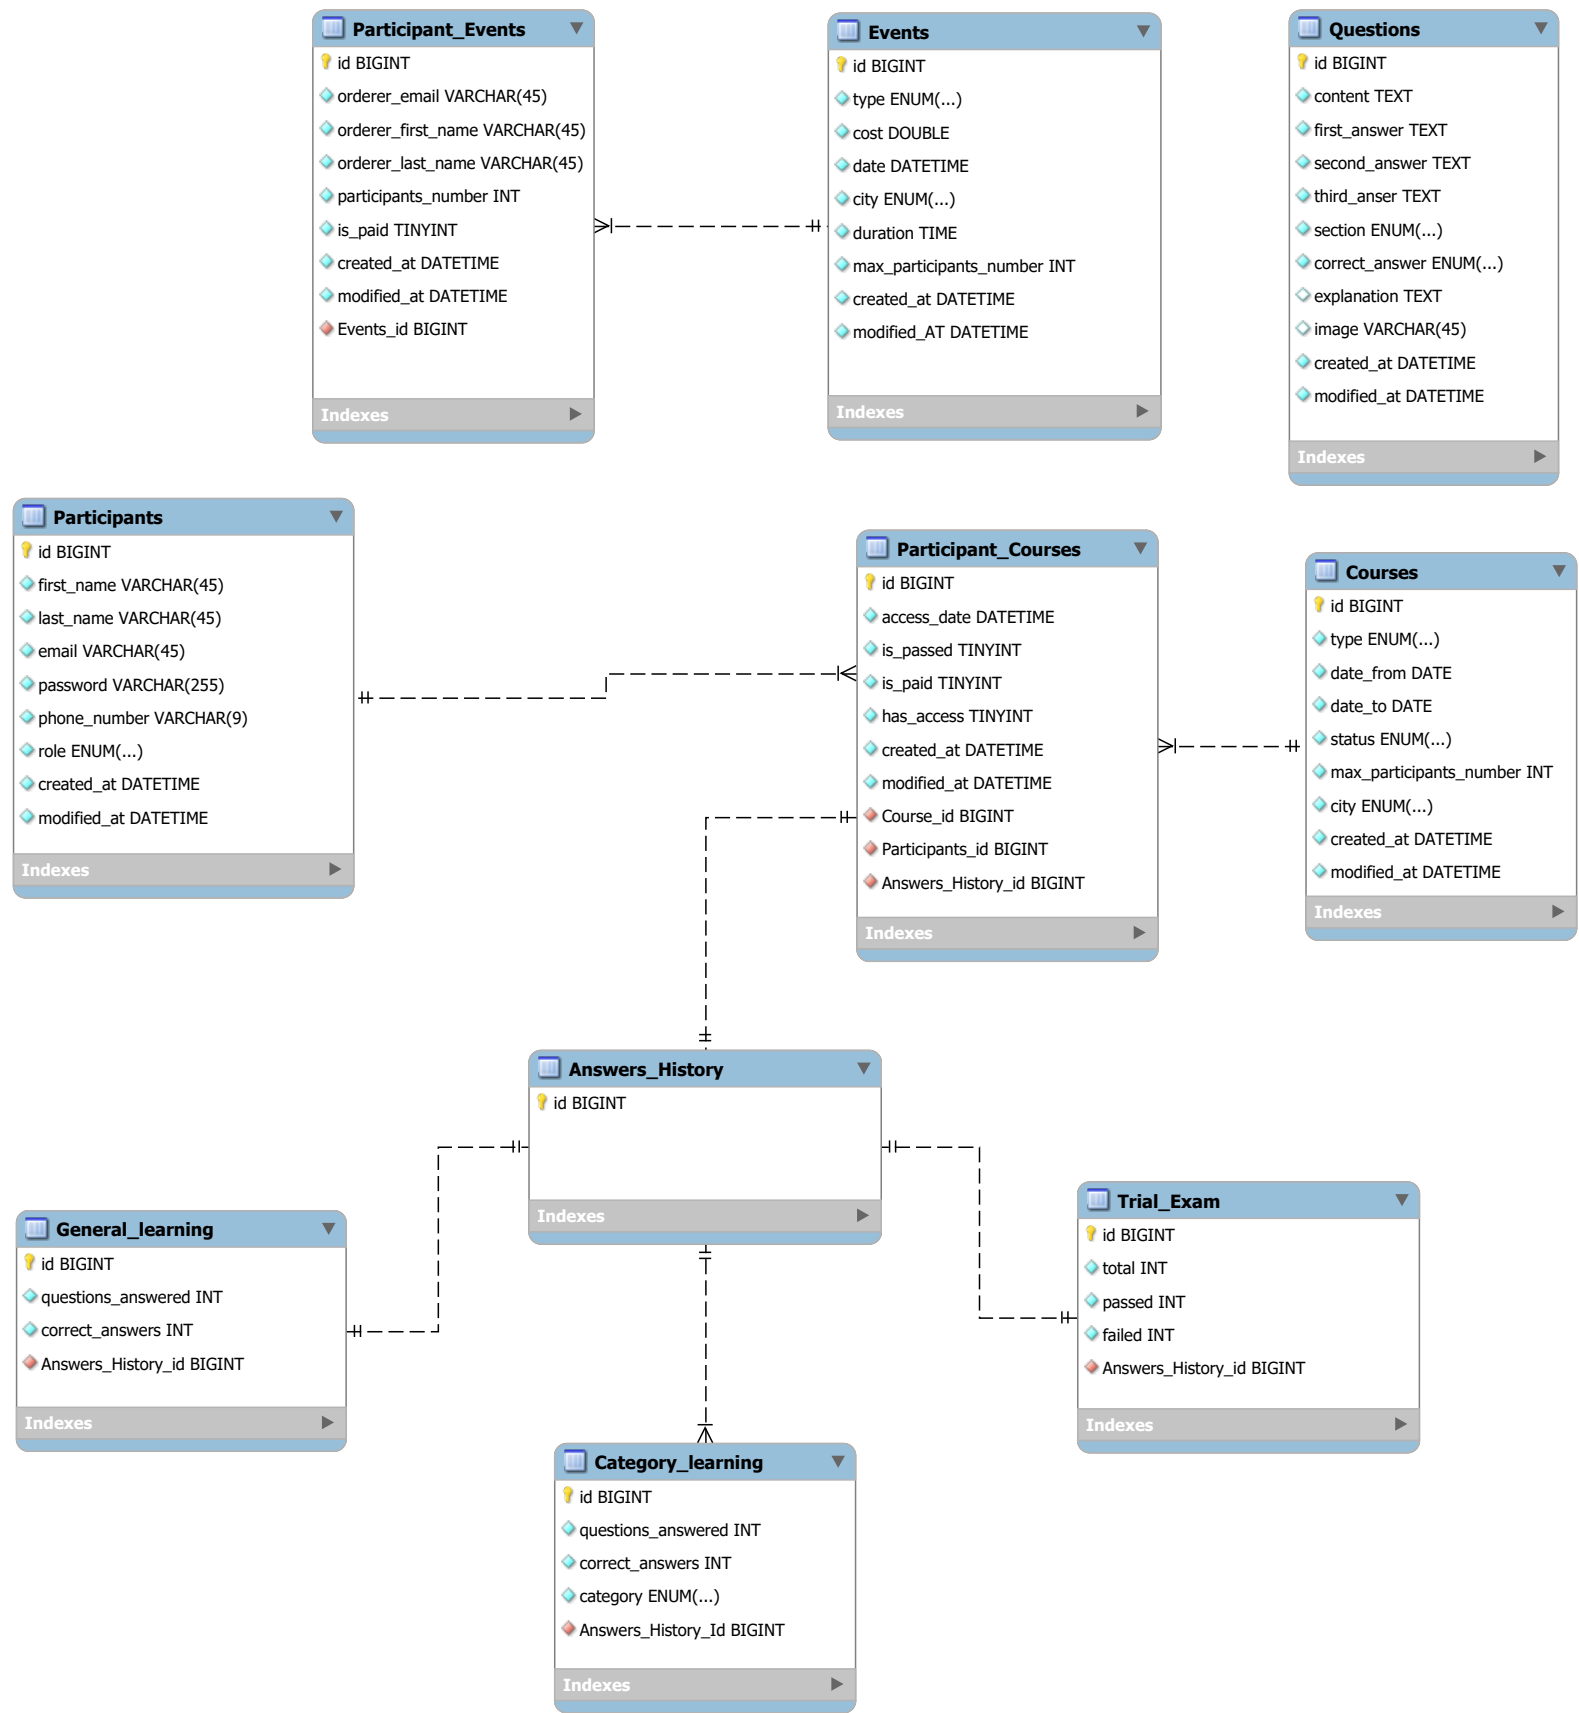 Participant_Events
id BIGINT
orderer_email VARCHAR(45)
orderer_first_name VARCHAR(45)
orderer_last_name VARCHAR(45)
participants_number INT
is_paid TINYINT
created_at DATETIME
modified_at DATETIME
Events_id BIGINT
Indexes
Events
id BIGINT
type ENUM(...)
cost DOUBLE
date DATETIME
city ENUM(...)
duration TIME
max_participants_number INT
created_at DATETIME
modified_AT DATETIME
Indexes
Questions
id BIGINT
content TEXT
first_answer TEXT
second_answer TEXT
third_anser TEXT
section ENUM(...)
correct_answer ENUM(...)
explanation TEXT
image VARCHAR(45)
created_at DATETIME
modified_at DATETIME
Indexes
Participants
id BIGINT
first_name VARCHAR(45)
last_name VARCHAR(45)
email VARCHAR(45)
password VARCHAR(255)
phone_number VARCHAR(9)
role ENUM(...)
created_at DATETIME
modified_at DATETIME
Indexes
Participant_Courses
id BIGINT
access_date DATETIME
is_passed TINYINT
is_paid TINYINT
has_access TINYINT
created_at DATETIME
modified_at DATETIME
Course_id BIGINT
Participants_id BIGINT
Answers_History_id BIGINT
Indexes
Courses
id BIGINT
type ENUM(...)
date_from DATE
date_to DATE
status ENUM(...)
max_participants_number INT
city ENUM(...)
created_at DATETIME
modified_at DATETIME
Indexes
Answers_History
id BIGINT
Indexes
General_learning
id BIGINT
questions_answered INT
correct_answers INT
Answers_History_id BIGINT
Indexes
Trial_Exam
id BIGINT
total INT
passed INT
failed INT
Answers_History_id BIGINT
Indexes
Category_learning
id BIGINT
questions_answered INT
correct_answers INT
category ENUM(...)
Answers_History_Id BIGINT
Indexes